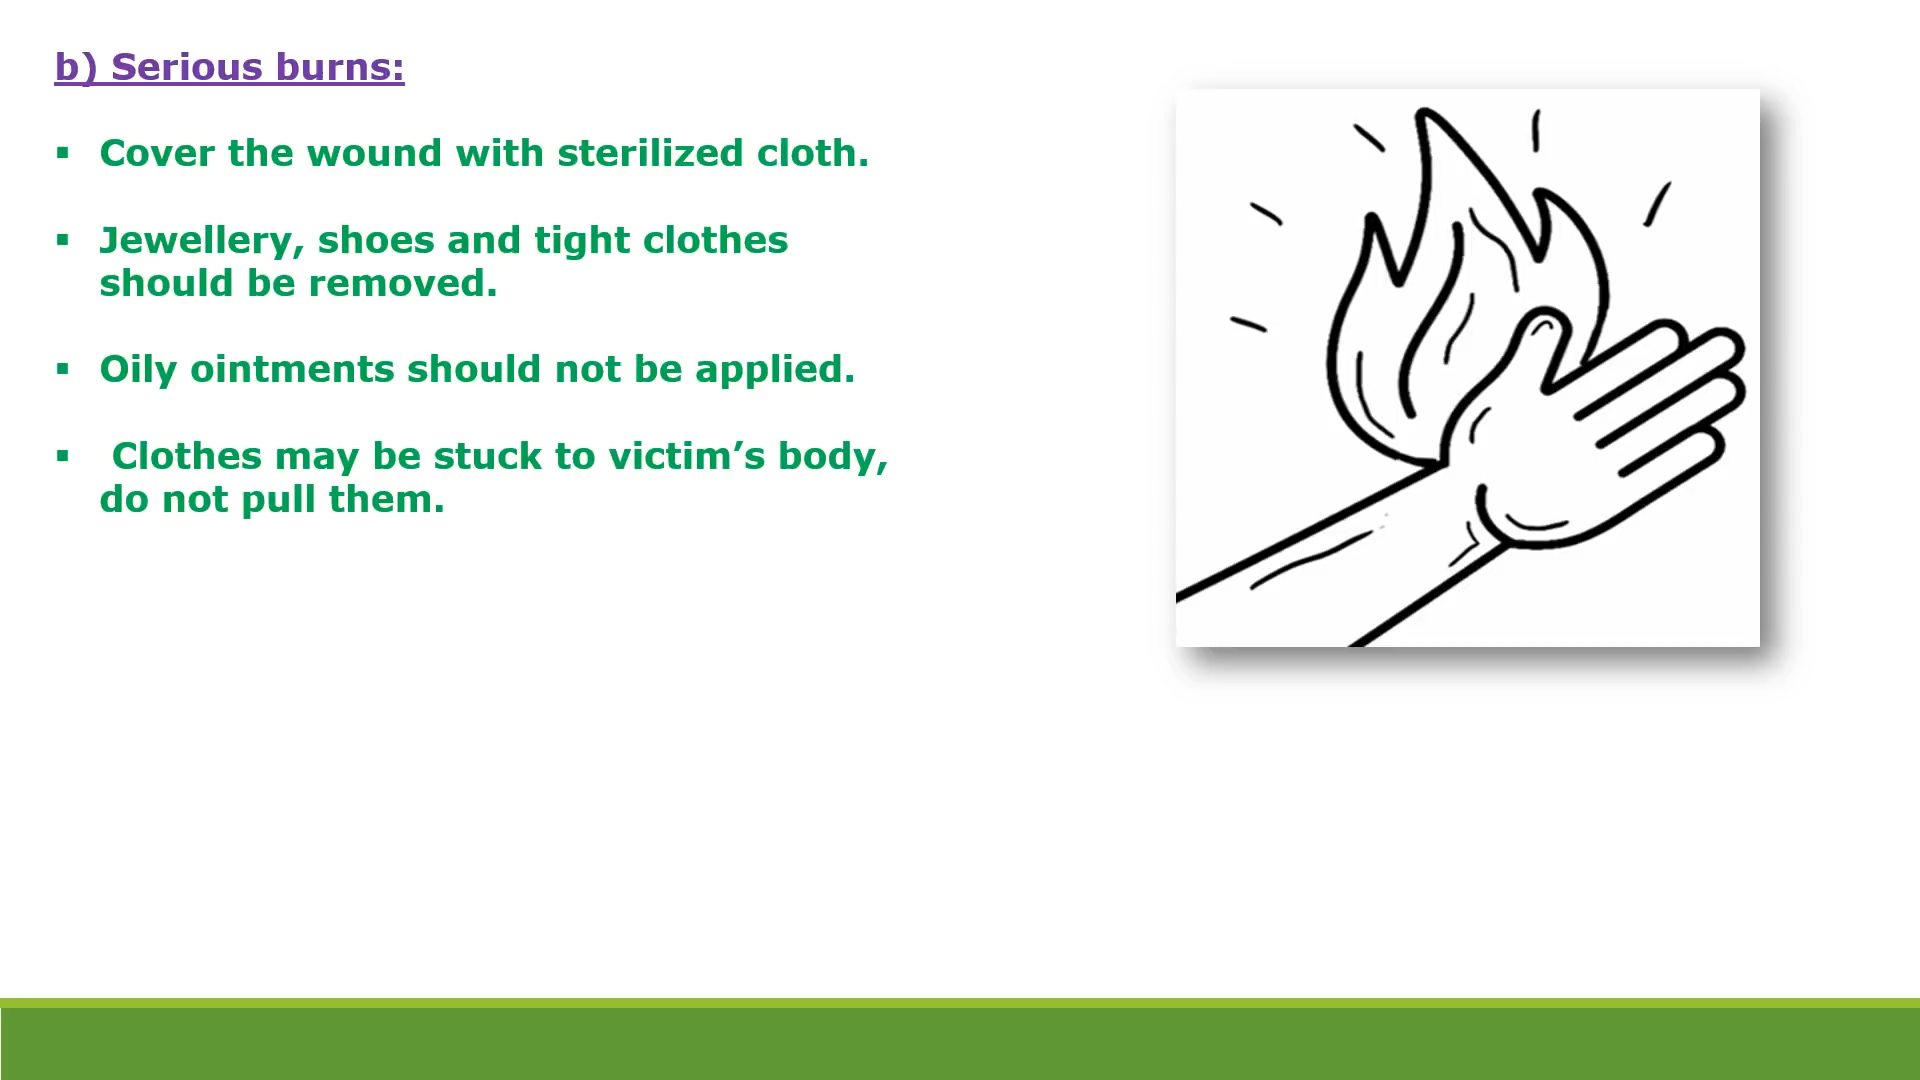 b) Serious burns:
▪ Cover the wound with sterilized cloth.
▪ Jewellery, shoes and tight clothes
should be removed.
▪ Oily ointments should not be applied.
▪ Clothes may be stuck to victim’s body,
do not pull them.